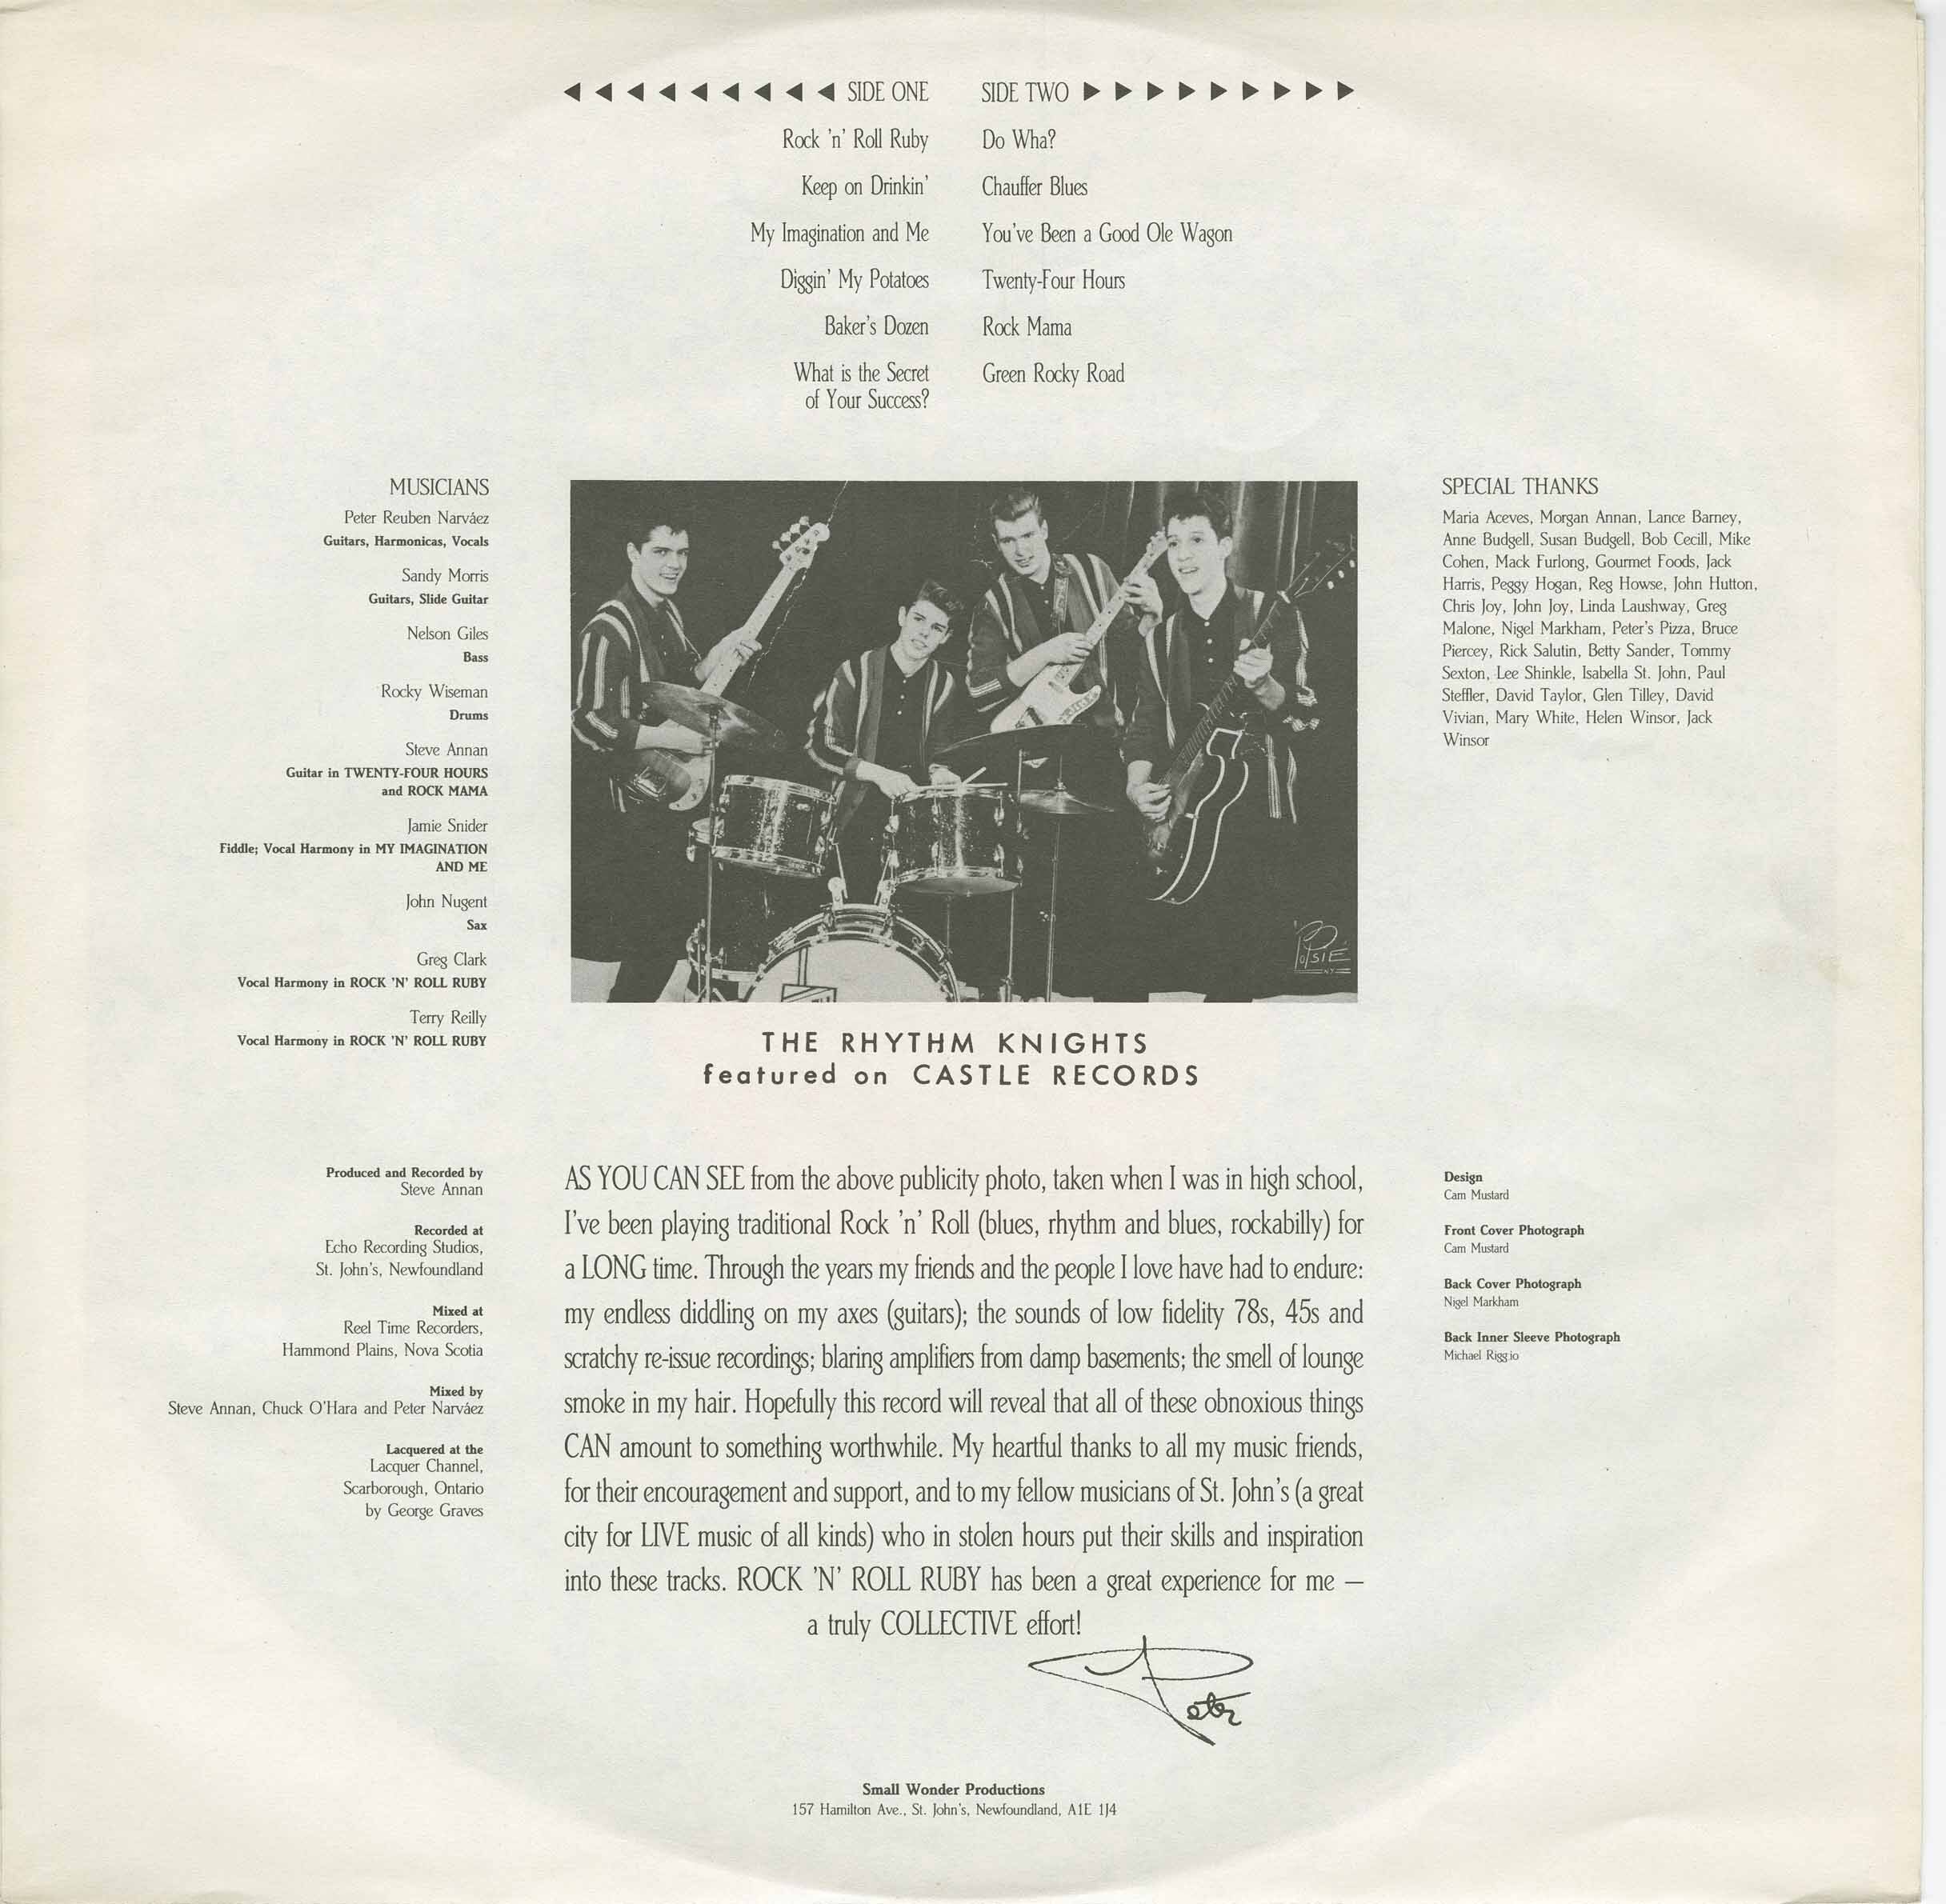 SIDE ONE
Rock 'n' Roll Ruby
Keep on Drinkin'
My Imagination and Me
Diggin' My Potatoes
Baker's Dozen
What is the Secret
of Your Success?
SIDE TWO
Do Wha?
Chauffer Blues
You've Been a Good Ole Wagon
Twenty-Four Hours
Rock Mama
Green Rocky Road
MUSICIANS
Peter Reuben Narváez
Guitars, Harmonicas, Vocals
Sandy Morris
Guitars, Slide Guitar
Nelson Giles
Bass
Rocky Wiseman
Drums
Steve Annan
Guitar in TWENTY-FOUR HOURS
and ROCK MAMA
Jamie Snider
Fiddle; Vocal Harmony in MY IMAGINATION
AND ME
John Nugent
Sax
Greg Clark
Vocal Harmony in ROCK 'N' ROLL RUBY
Terry Reilly
Vocal Harmony in ROCK 'N' ROLL RUBY
POPSIE
N.Y.
THE RHYTHM KNIGHTS
featured on CASTLE RECORDS
SPECIAL THANKS
Maria Aceves, Morgan Annan, Lance Barney,
Anne Budgell, Susan Budgell, Bob Cecill, Mike
Cohen, Mack Furlong, Gourmet Foods, Jack
Harris, Peggy Hogan, Reg Howse, John Hutton,
Chris Joy, John Joy, Linda Laushway, Greg
Malone, Nigel Markham, Peter's Pizza, Bruce
Piercey, Rick Salutin, Betty Sander, Tommy
Sexton, Lee Shinkle, Isabella St. John, Paul
Steffler, David Taylor, Glen Tilley, David
Vivian, Mary White, Helen Winsor, Jack
Winsor
Produced and Recorded by
Steve Annan
Recorded at
Echo Recording Studios,
St. John's, Newfoundland
Mixed at
Reel Time Recorders,
Hammond Plains, Nova Scotia
Mixed by
Steve Annan, Chuck O'Hara and Peter Narváez
Lacquered at the
Lacquer Channel,
Scarborough, Ontario
by George Graves
AS YOU CAN SEE from the above publicity photo, taken when I was in high school,
I've been playing traditional Rock 'n' Roll (blues, rhythm and blues, rockabilly) for
a LONG time. Through the years my friends and the people I love have had to endure:
my endless diddling on my axes (guitars); the sounds of low fidelity 78s, 45s and
scratchy re-issue recordings; blaring amplifiers from damp basements; the smell of lounge
smoke in my hair. Hopefully this record will reveal that all of these obnoxious things
CAN amount to something worthwhile. My heartful thanks to all my music friends,
for their encouragement and support, and to my fellow musicians of St. John's (a great
city for LIVE music of all kinds) who in stolen hours put their skills and inspiration
into these tracks. ROCK 'N' ROLL RUBY has been a great experience for me —
a truly COLLECTIVE effort!
Peter
Design
Cam Mustard
Front Cover Photograph
Cam Mustard
Back Cover Photograph
Nigel Markham
Back Inner Sleeve Photograph
Michael Riggio
Small Wonder Productions
157 Hamilton Ave., St. John's, Newfoundland, A1E 1J4